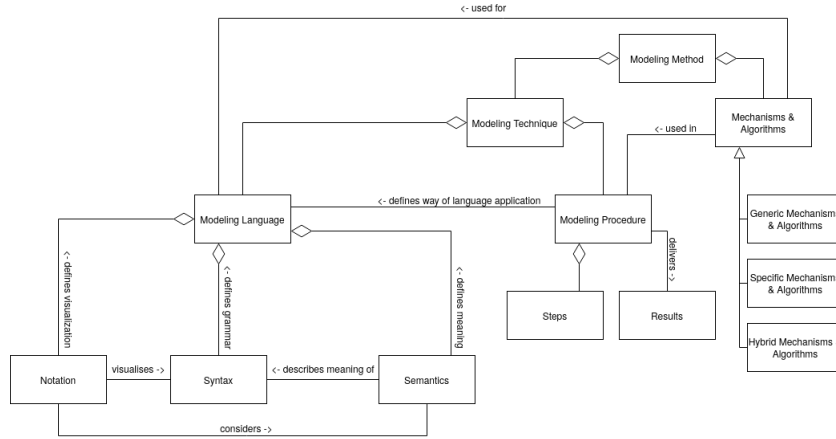 <- used for
Modeling Method
Modeling Technique
Mechanisms &
Algorithms
<- used in
Modeling Language
<- defines way of language application
Modeling Procedure
Generic Mechanism
& Algorithms
<- defines visualization
<- defines grammar
<- defines meaning
delivers ->
Specific Mechanism
& Algorithms
Steps
Results
Hybrid Mechanisms
Algorithms
Notation
visualises ->
Syntax
<- describes meaning of
Semantics
considers ->